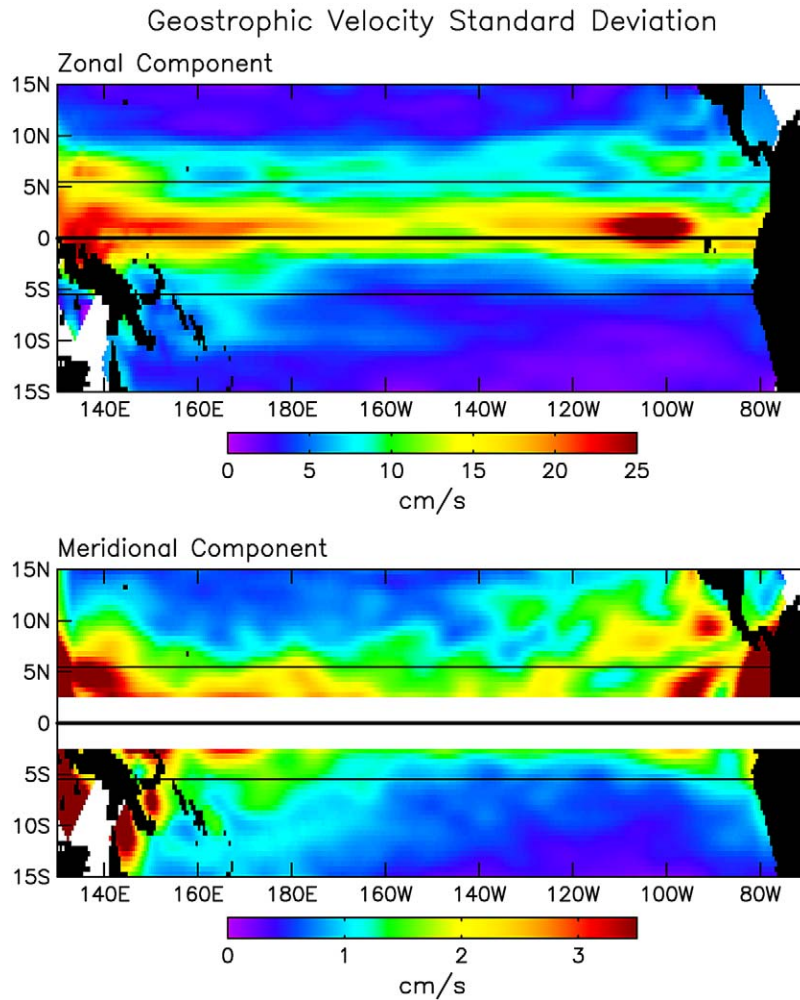 Geostrophic Velocity Standard Deviation
Zonal Component
15N
10N
5N
0
5S
10S
15S
140E 160E 180E 160W 140W 120W 100W 80W
0 5 10 15 20 25
cm/s
Meridional Component
15N
10N
5N
0
5S
10S
15S
140E 160E 180E 160W 140W 120W 100W 80W
0 1 2 3
cm/s